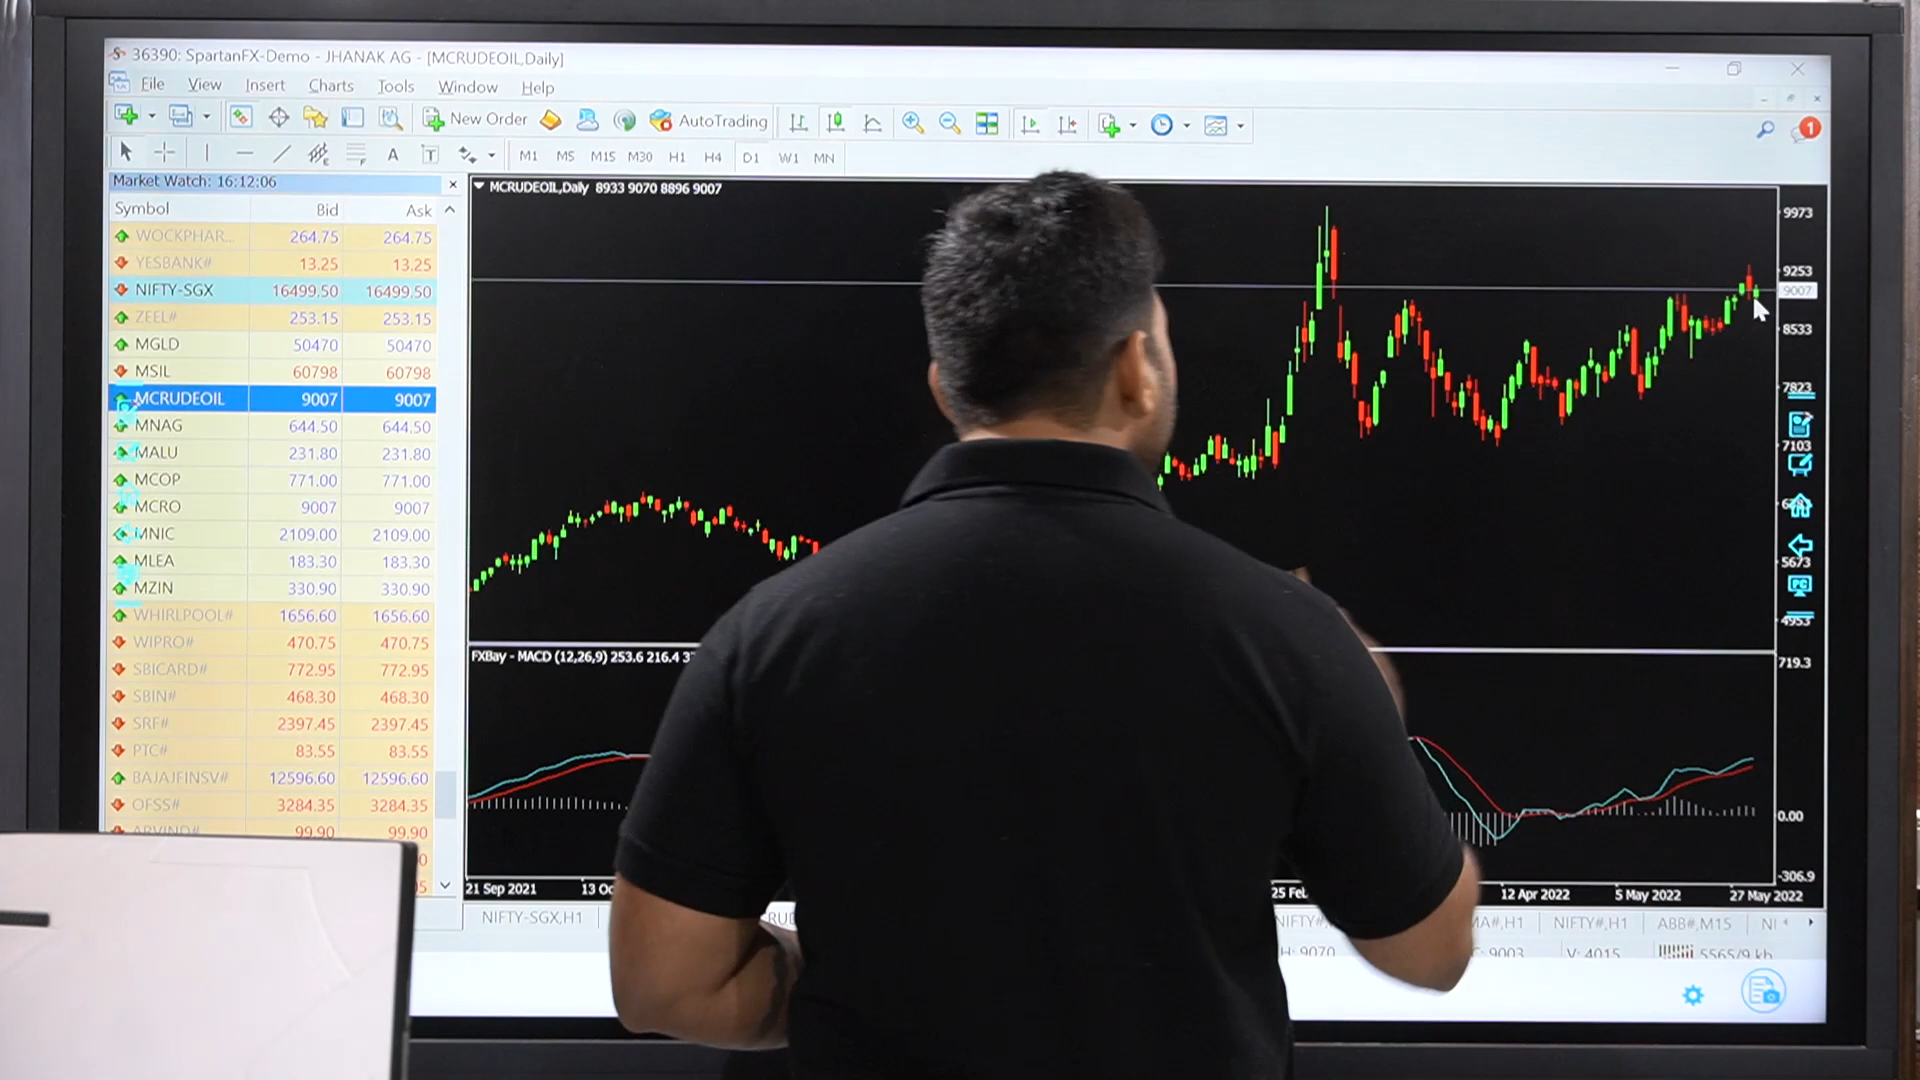 36390: SpartanFX-Demo - JHANAK AG - [MCRUDEOIL,Daily]
File View Insert Charts Tools Window Help
New Order AutoTrading 1
A T M1 M5 M15 M30 H1 H4 D1 W1 MN
Market Watch: 16:12:06
Symbol Bid Ask
WOCKPHAR... 264.75 264.75
YESBANK# 13.25 13.25
NIFTY-SGX 16499.50 16499.50
ZEEL# 253.15 253.15
MGLD 50470 50470
MSIL 60798 60798
MCRUDEOIL 9007 9007
MNAG 644.50 644.50
MALU 231.80 231.80
MCOP 771.00 771.00
MCRO 9007 9007
MNIC 2109.00 2109.00
MLEA 183.30 183.30
MZIN 330.90 330.90
WHIRLPOOL# 1656.60 1656.60
WIPRO# 470.75 470.75
SBICARD# 772.95 772.95
SBIN# 468.30 468.30
SRF# 2397.45 2397.45
PTC# 83.55 83.55
BAJAJFINSV# 12596.60 12596.60
OFSS# 3284.35 3284.35
ARVIND# 99.90 99.90
MCRUDEOIL,Daily 8933 9070 8896 9007
9973
9253
9007
8533
7823
7103
5673
4953
PC
FXBay - MACD (12,26,9) 253.6 216.4
719.3
0.00
-306.9
21 Sep 2021 13 25 12 Apr 2022 5 May 2022 27 May 2022
NIFTY-SGX,H1 NIFTY#,H1 ABB#,M15
H: 9070 9003 V: 4015 5565/9 kb